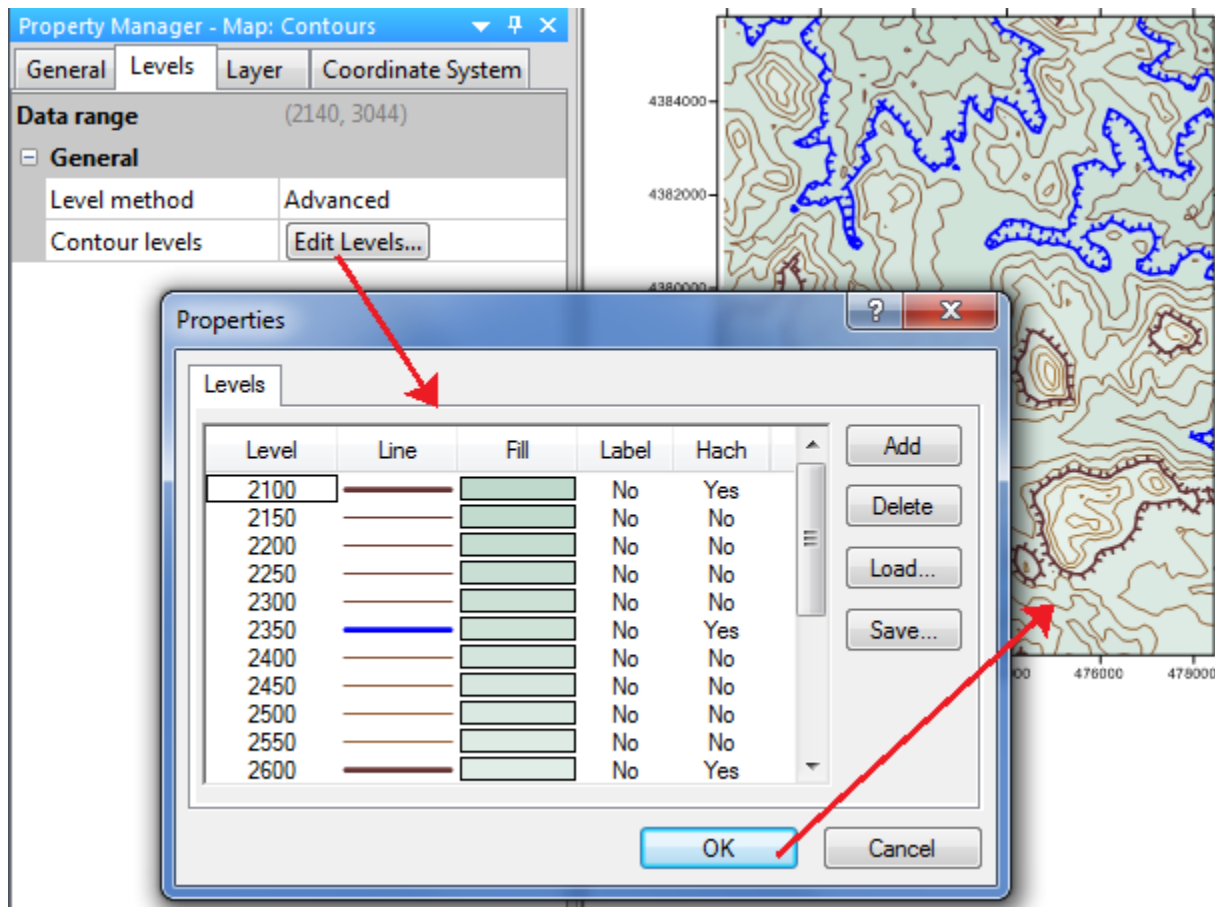 Property Manager - Map: Contours
General Levels Layer Coordinate System
Data range (2140, 3044)
General
Level method Advanced
Contour levels Edit Levels...
4384000
4382000
4380000
Properties
Levels
Level Line Fill Label Hach
2100 No Yes
2150 No No
2200 No No
2250 No No
2300 No No
2350 No Yes
2400 No No
2450 No No
2500 No No
2550 No No
2600 No Yes
Add
Delete
Load...
Save...
OK Cancel
476000